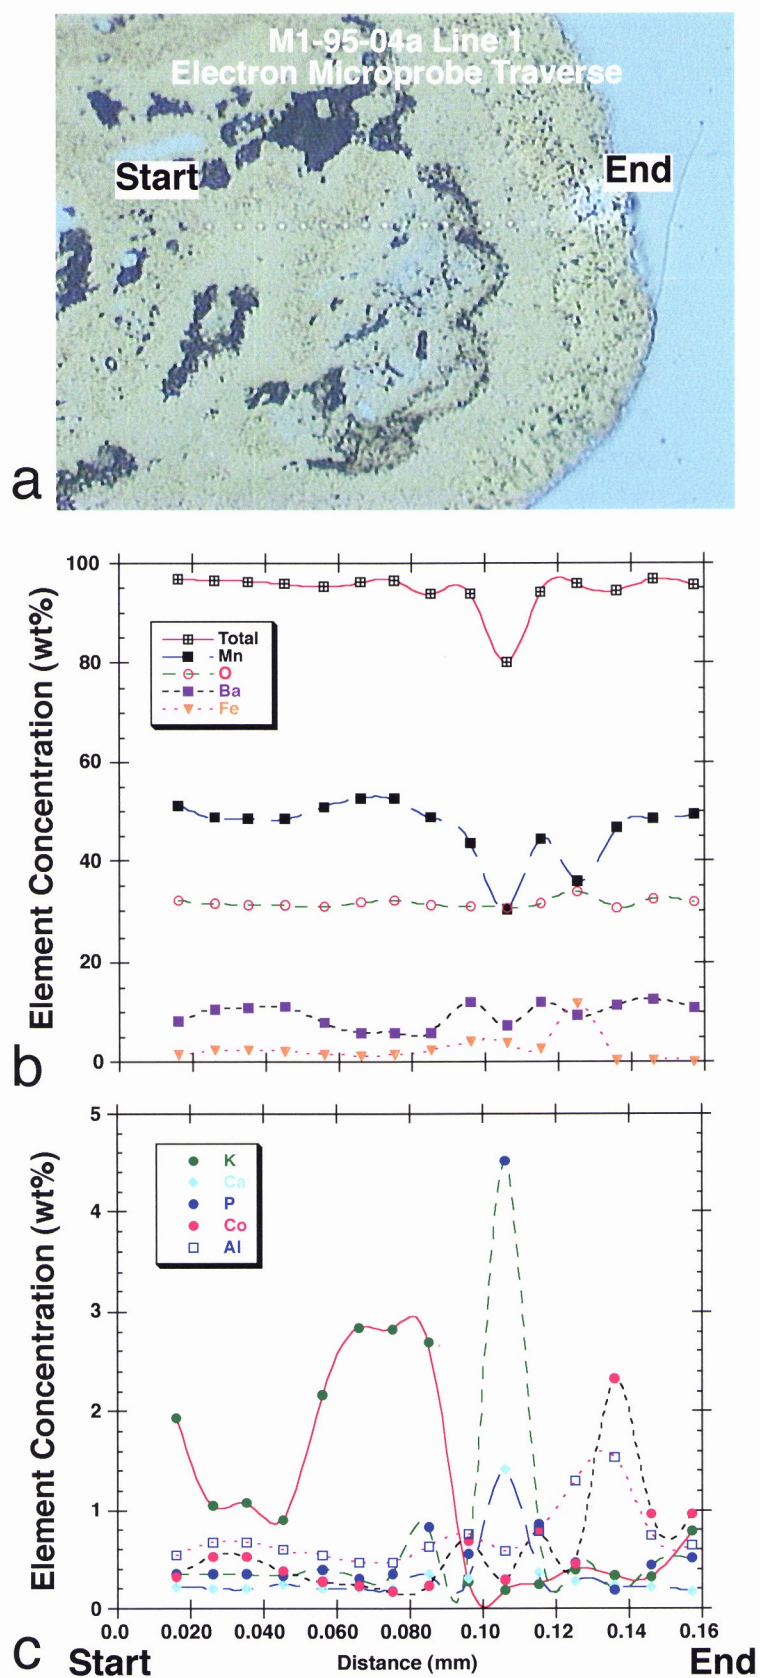 M1-95-04a Line 1
Electron Microprobe Traverse
Start
End
a
Element Concentration (wt%)
100
80
60
40
20
0
Total
Mn
O
Ba
Fe
b
Element Concentration (wt%)
5
4
3
2
1
0
K
Ca
P
Co
Al
0.0 0.020 0.040 0.060 0.080 0.10 0.12 0.14 0.16
c
Start
Distance (mm)
End